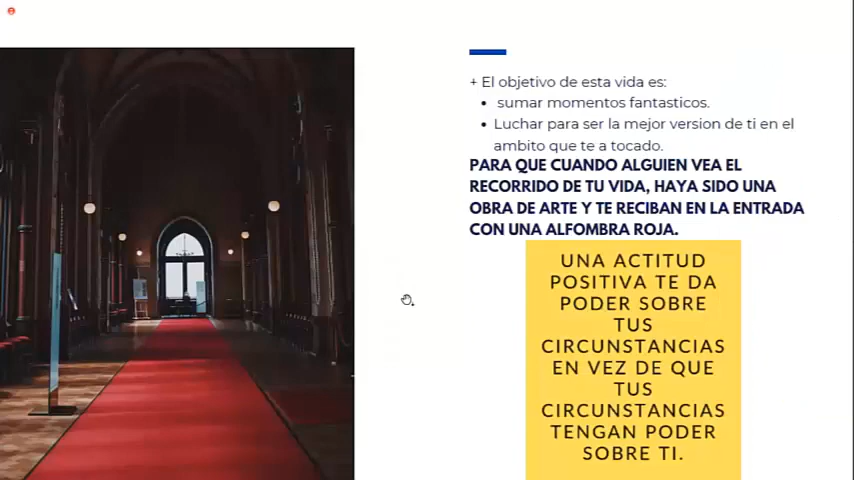 + El objetivo de esta vida es:
• sumar momentos fantasticos.
• Luchar para ser la mejor version de ti en el
ambito que te a tocado.
PARA QUE CUANDO ALGUIEN VEA EL
RECORRIDO DE TU VIDA, HAYA SIDO UNA
OBRA DE ARTE Y TE RECIBAN EN LA ENTRADA
CON UNA ALFOMBRA ROJA.
UNA ACTITUD
POSITIVA TE DA
PODER SOBRE
TUS
CIRCUNSTANCIAS
EN VEZ DE QUE
TUS
CIRCUNSTANCIAS
TENGAN PODER
SOBRE TI.